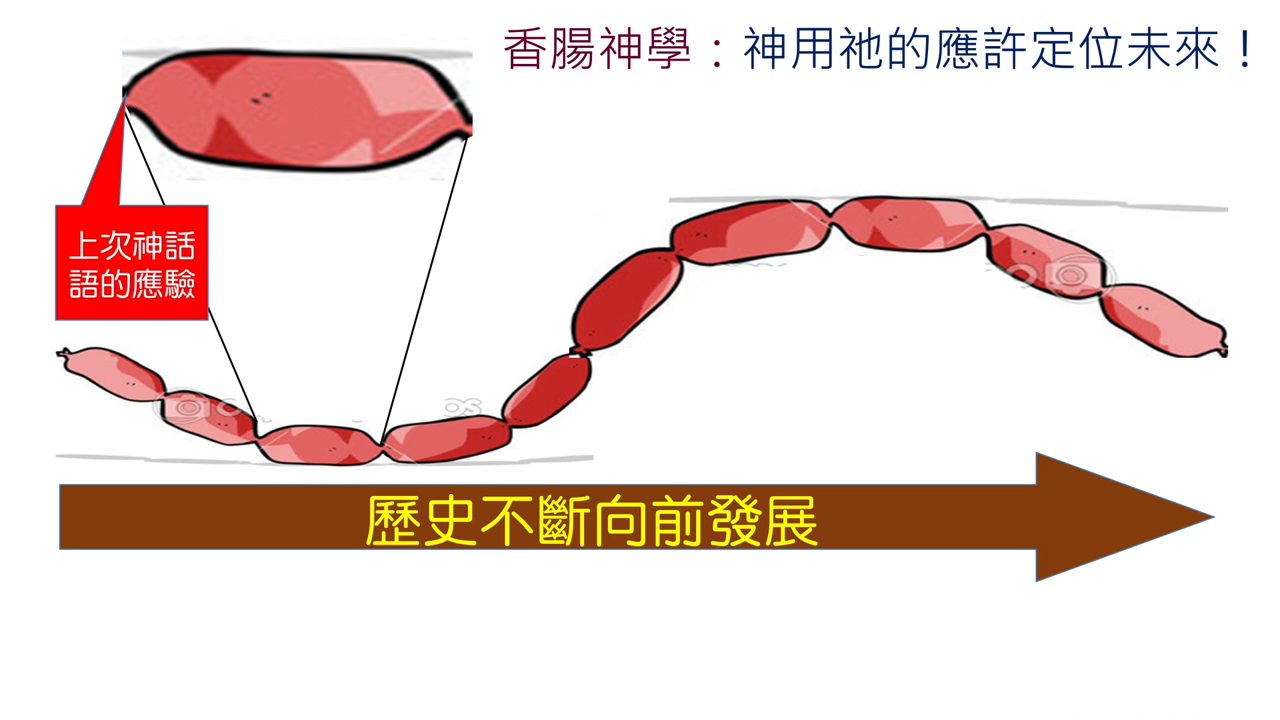 香腸神學：神用祂的應許定位未來！
上次神話
語的應驗
歷史不斷向前發展